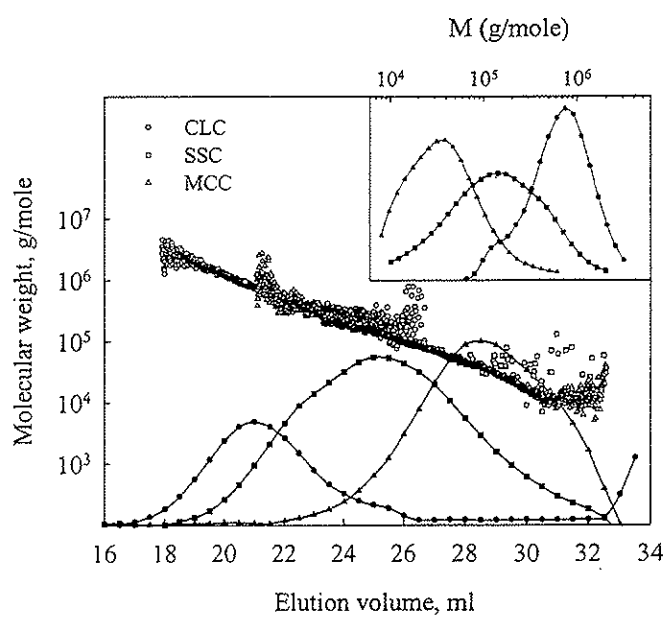 M (g/mole)
10⁴ 10⁵ 10⁶
CLC
SSC
MCC
10⁷
10⁶
10⁵
10⁴
10³
Molecular weight, g/mole
16 18 20 22 24 26 28 30 32 34
Elution volume, ml